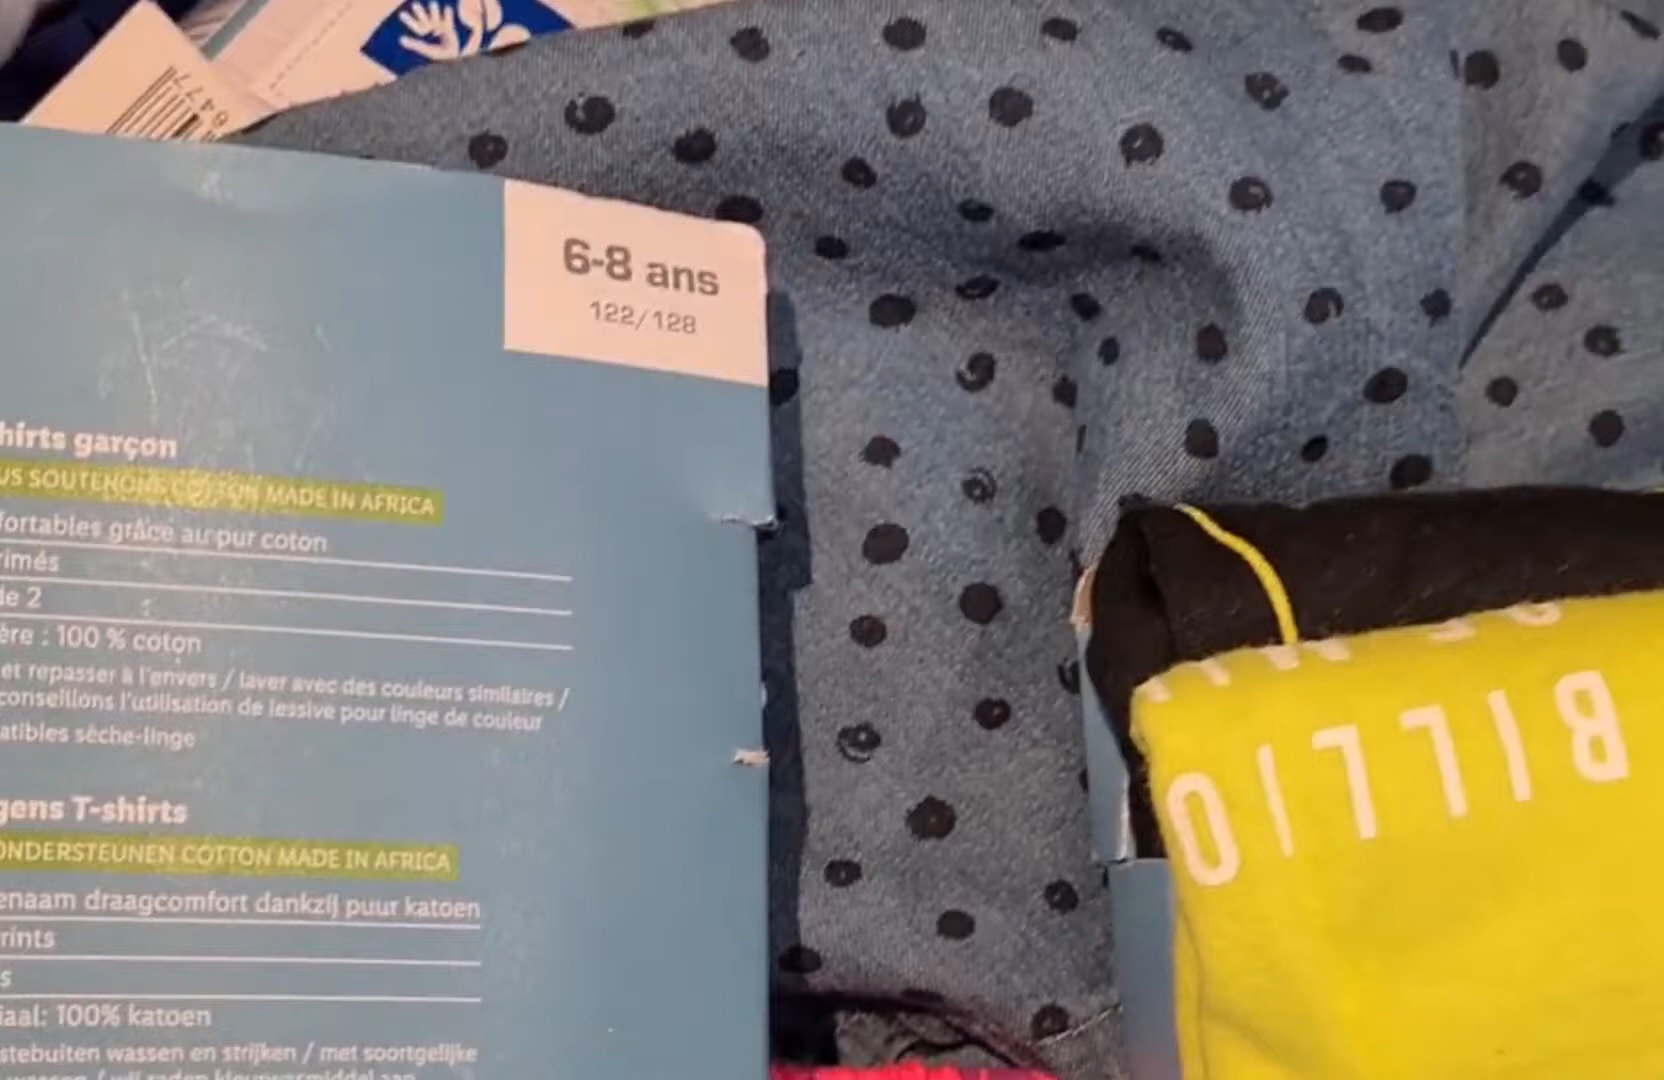 6-8 ans
122/128
hirts garçon
US SOUTENONS COTTON MADE IN AFRICA
fortables grâce au pur coton
rimés
de 2
ère : 100 % coton
et repasser à l'envers / laver avec des couleurs similaires /
conseillons l'utilisation de lessive pour linge de couleur
atibles sèche-linge
gens T-shirts
ONDERSTEUNEN COTTON MADE IN AFRICA
enaam draagcomfort dankzij puur katoen
rints
s
iaal: 100% katoen
stebuiten wassen en strijken / met soortgelijke
BILLIO